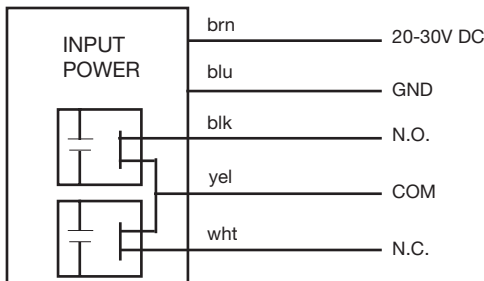 INPUT
POWER
brn
20-30V DC
blu
GND
blk
N.O.
yel
COM
wht
N.C.